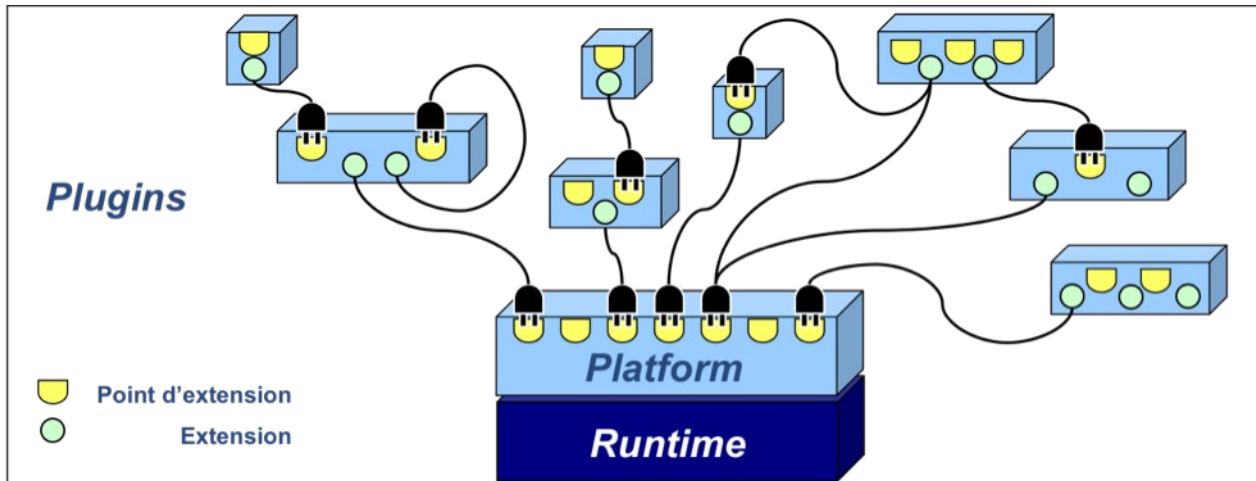 Plugins
Platform
Point d'extension
Extension
Runtime